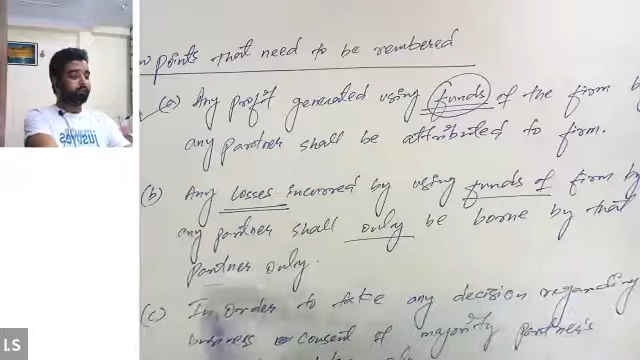 points that need to be rembered
(a) Any profit generated using funds of the firm b
any partner shall be attributed to firm.
(b) Any losses incurred by using funds of firm by
any partner shall only be borne by that
partner only.
(c) In order to take any decision regarding
business consent of majority partner's
I.S